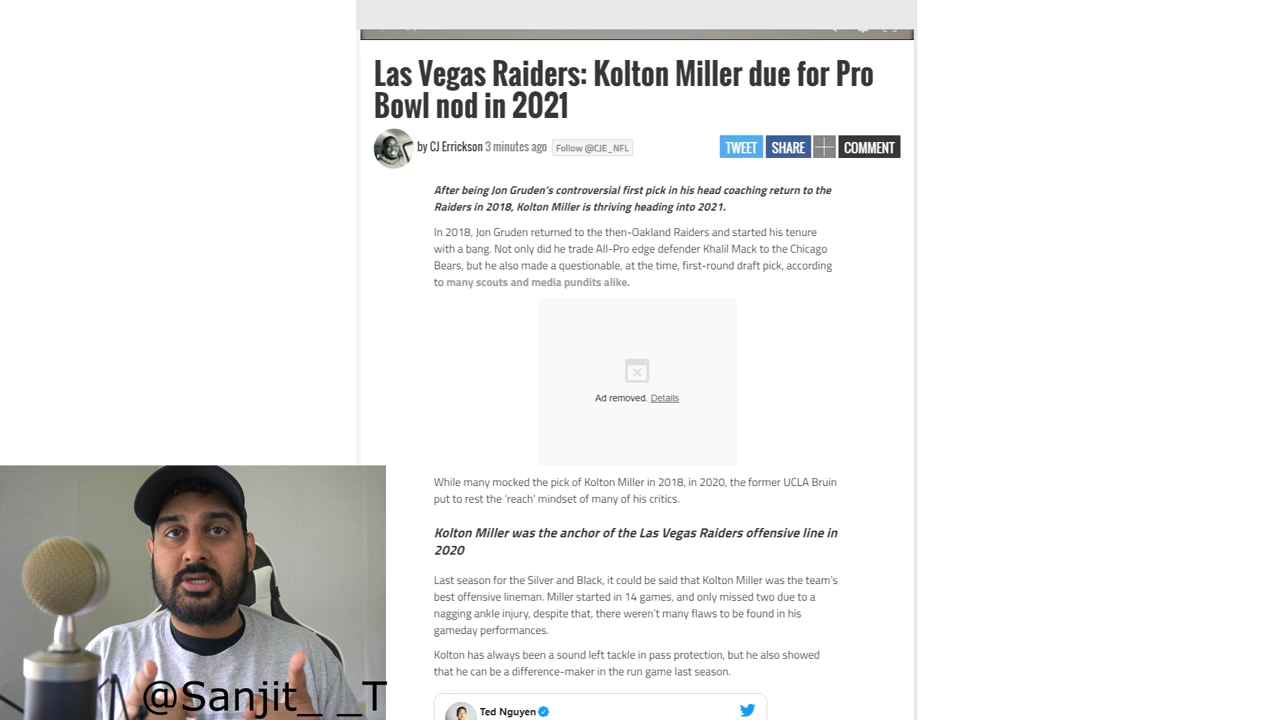 Las Vegas Raiders: Kolton Miller due for Pro
Bowl nod in 2021
by CJ Errickson 3 minutes ago
Follow @CJE_NFL
TWEET
SHARE
COMMENT
After being Jon Gruden's controversial first pick in his head coaching return to the
Raiders in 2018, Kolton Miller is thriving heading into 2021.
In 2018, Jon Gruden returned to the then-Oakland Raiders and started his tenure
with a bang. Not only did he trade All-Pro edge defender Khalil Mack to the Chicago
Bears, but he also made a questionable, at the time, first-round draft pick, according
to many scouts and media pundits alike.
Ad removed. Details
While many mocked the pick of Kolton Miller in 2018, in 2020, the former UCLA Bruin
put to rest the ‘reach’ mindset of many of his critics.
Kolton Miller was the anchor of the Las Vegas Raiders offensive line in
2020
Last season for the Silver and Black, it could be said that Kolton Miller was the team's
best offensive lineman. Miller started in 14 games, and only missed two due to a
nagging ankle injury, despite that, there weren't many flaws to be found in his
gameday performances.
Kolton has always been a sound left tackle in pass protection, but he also showed
that he can be a difference-maker in the run game last season.
Ted Nguyen
@Sanjit_ _T